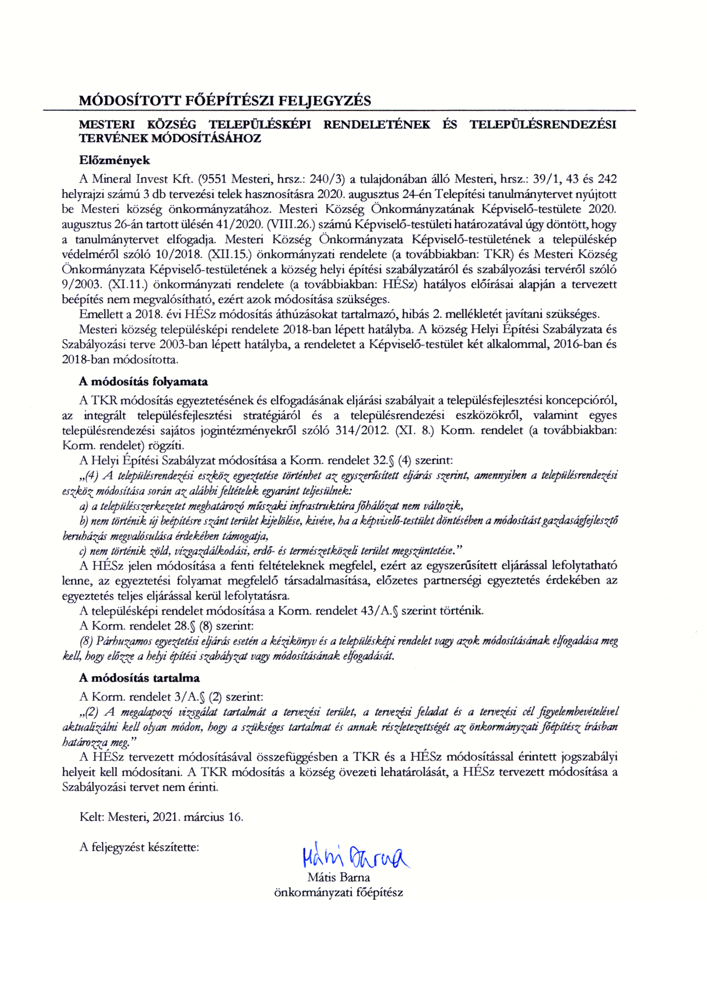 MÓDOSÍTOTT FŐÉPÍTÉSZI FELJEGYZÉS
MESTERI KÖZSÉG TELEPÜLÉSKÉPI RENDELETÉNEK ÉS TELEPÜLÉSRENDEZÉSI
TERVÉNEK MÓDOSÍTÁSÁHOZ
Előzmények
A Mineral Invest Kft. (9551 Mesteri, hrsz.: 240/3) a tulajdonában álló Mesteri, hrsz.: 39/1, 43 és 242
helyrajzi számú 3 db tervezési telek hasznosításra 2020. augusztus 24-én Telepítési tanulmánytervet nyújtott
be Mesteri község önkormányzatához. Mesteri Község Önkormányzatának Képviselő-testülete 2020.
augusztus 26-án tartott ülésén 41/2020. (VIII.26.) számú Képviselő-testületi határozatával úgy döntött, hogy
a tanulmánytervet elfogadja. Mesteri Község Önkormányzata Képviselő-testületének a településkép
védelméről szóló 10/2018. (XII.15.) önkormányzati rendelete (a továbbiakban: TKR) és Mesteri Község
Önkormányzata Képviselő-testületének a község helyi építési szabályzatáról és szabályozási tervéről szóló
9/2003. (XI.11.) önkormányzati rendelete (a továbbiakban: HÉSz) hatályos előírásai alapján a tervezett
beépítés nem megvalósítható, ezért azok módosítása szükséges.
Emellett a 2018. évi HÉSz módosítás áthúzásokat tartalmazó, hibás 2. mellékletét javítani szükséges.
Mesteri község településképi rendelete 2018-ban lépett hatályba. A község Helyi Építési Szabályzata és
Szabályozási terve 2003-ban lépett hatályba, a rendeletet a Képviselő-testület két alkalommal, 2016-ban és
2018-ban módosította.
A módosítás folyamata
A TKR módosítás egyeztetésének és elfogadásának eljárási szabályait a településfejlesztési koncepcióról,
az integrált településfejlesztési stratégiáról és a településrendezési eszközökről, valamint egyes
településrendezési sajátos jogintézményekről szóló 314/2012. (XI. 8.) Korm. rendelet (a továbbiakban:
Korm. rendelet) rögzíti.
A Helyi Építési Szabályzat módosítása a Korm. rendelet 32.§ (4) szerint:
„(4) A településrendezési eszköz egyeztetése történhet az egyszerűsített eljárás szerint, amennyiben a településrendezési
eszköz módosítása során az alábbi feltételek egyaránt teljesülnek:
a) a településszerkezetet meghatározó műszaki infrastruktúra főhálózat nem változik,
b) nem történik új beépítésre szánt terület kijelölése, kivéve, ha a képviselő-testület döntésében a módosítást gazdaságfejlesztő
beruházás megvalósulása érdekében támogatja,
c) nem történik zöld, vízgazdálkodási, erdő- és természetközeli terület megszüntetése.”
A HÉSz jelen módosítása a fenti feltételeknek megfelel, ezért az egyszerűsített eljárással lefolytatható
lenne, az egyeztetési folyamat megfelelő társadalmasítása, előzetes partnerségi egyeztetés érdekében az
egyeztetés teljes eljárással kerül lefolytatásra.
A településképi rendelet módosítása a Korm. rendelet 43/A.§ szerint történik.
A Korm. rendelet 28.§ (8) szerint:
(8) Párhuzamos egyeztetési eljárás esetén a kézikönyv és a településképi rendelet vagy azok módosításának elfogadása meg
kell, hogy előzze a helyi építési szabályzat vagy módosításának elfogadását.
A módosítás tartalma
A Korm. rendelet 3/A.§ (2) szerint:
„(2) A megalapozó vizsgálat tartalmát a tervezési terület, a tervezési feladat és a tervezési cél figyelembevételével
aktualizálni kell olyan módon, hogy a szükséges tartalmat és annak részletezettségét az önkormányzati főépítész írásban
határozza meg.”
A HÉSz tervezett módosításával összefüggésben a TKR és a HÉSz módosítással érintett jogszabályi
helyeit kell módosítani. A TKR módosítás a község övezeti lehatárolását, a HÉSz tervezett módosítása a
Szabályozási tervet nem érinti.
Kelt: Mesteri, 2021. március 16.
A feljegyzést készítette:
Mátis Barna
Mátis Barna
önkormányzati főépítész